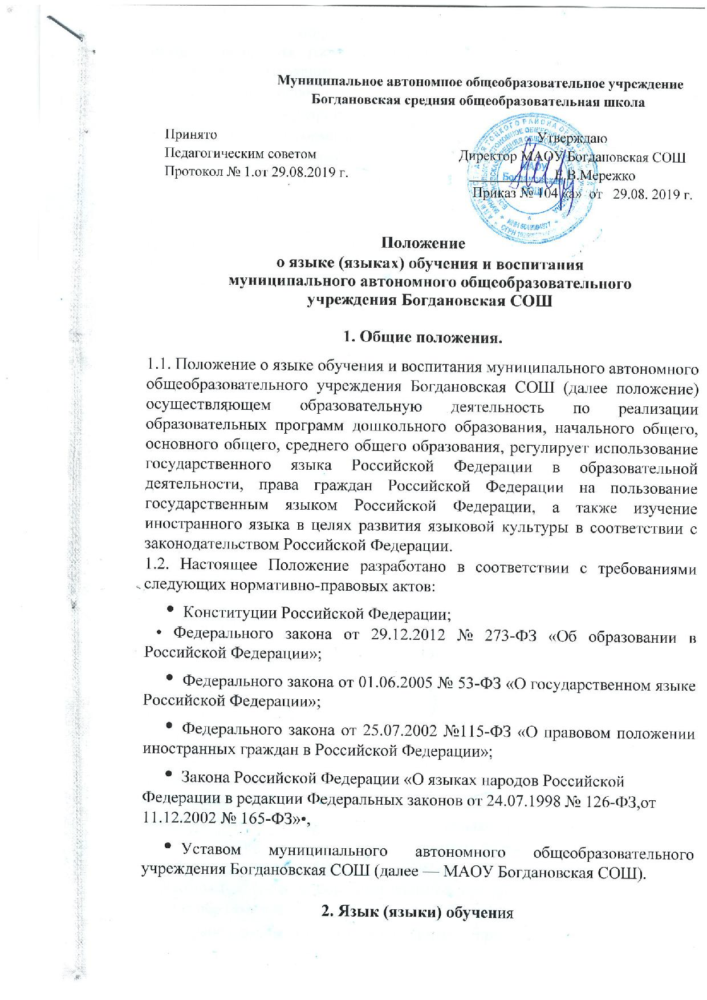 Муниципальное автономное общеобразовательное учреждение
Богдановская средняя общеобразовательная школа
Принято
Педагогическим советом
Протокол № 1.от 29.08.2019 г.
Утверждаю
Директор МАОУ Богдановская СОШ
Е.В.Мережко
Приказ № 104 «а» от 29.08. 2019 г.
МАОУ
Богдановская
СОШ
Положение
о языке (языках) обучения и воспитания
муниципального автономного общеобразовательного
учреждения Богдановская СОШ
1. Общие положения.
1.1. Положение о языке обучения и воспитания муниципального автономного
общеобразовательного учреждения Богдановская СОШ (далее положение)
осуществляющем образовательную деятельность по реализации
образовательных программ дошкольного образования, начального общего,
основного общего, среднего общего образования, регулирует использование
государственного языка Российской Федерации в образовательной
деятельности, права граждан Российской Федерации на пользование
государственным языком Российской Федерации, а также изучение
иностранного языка в целях развития языковой культуры в соответствии с
законодательством Российской Федерации.
1.2. Настоящее Положение разработано в соответствии с требованиями
следующих нормативно-правовых актов:
• Конституции Российской Федерации;
• Федерального закона от 29.12.2012 № 273-ФЗ «Об образовании в
Российской Федерации»;
• Федерального закона от 01.06.2005 № 53-ФЗ «О государственном языке
Российской Федерации»;
• Федерального закона от 25.07.2002 №115-ФЗ «О правовом положении
иностранных граждан в Российской Федерации»;
• Закона Российской Федерации «О языках народов Российской
Федерации в редакции Федеральных законов от 24.07.1998 № 126-ФЗ,от
11.12.2002 № 165-ФЗ»•,
• Уставом муниципального автономного общеобразовательного
учреждения Богдановская СОШ (далее — МАОУ Богдановская СОШ).
2. Язык (языки) обучения